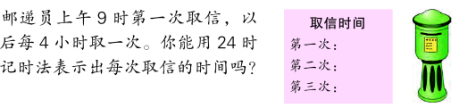 邮递员上午 9 时第一次取信，以
后每 4 小时取一次。你能用 24 时
记时法表示出每次取信的时间吗？
取信时间
第一次：
第二次：
第三次：